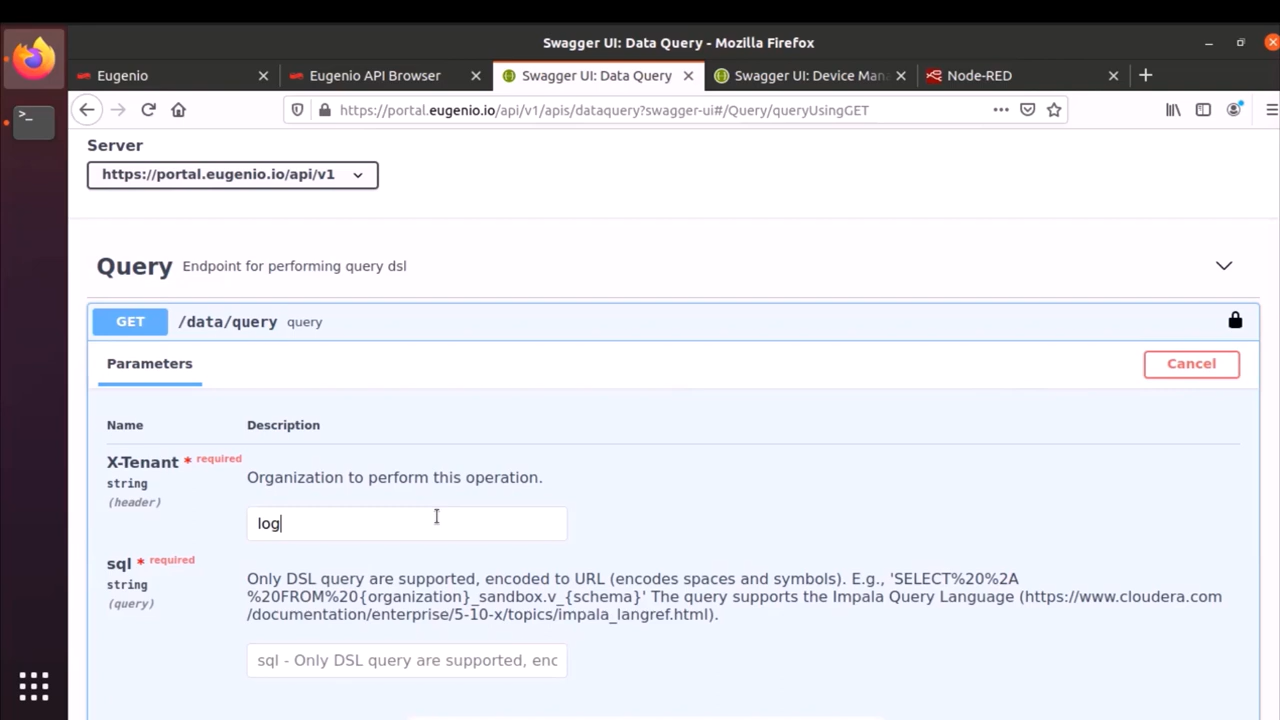 Swagger UI: Data Query - Mozilla Firefox
Eugenio
Eugenio API Browser
Swagger UI: Data Query
Swagger UI: Device Man
Node-RED
https://portal.eugenio.io/api/v1/apis/dataquery?swagger-ui#/Query/queryUsingGET
Server
https://portal.eugenio.io/api/v1
Query Endpoint for performing query dsl
GET /data/query query
Parameters
Cancel
Name Description
X-Tenant * required
string
(header)
Organization to perform this operation.
log
sql * required
string
(query)
Only DSL query are supported, encoded to URL (encodes spaces and symbols). E.g., 'SELECT%20%2A
%20FROM%20{organization}_sandbox.v_{schema}' The query supports the Impala Query Language (https://www.cloudera.com
/documentation/enterprise/5-10-x/topics/impala_langref.html).
sql - Only DSL query are supported, enc